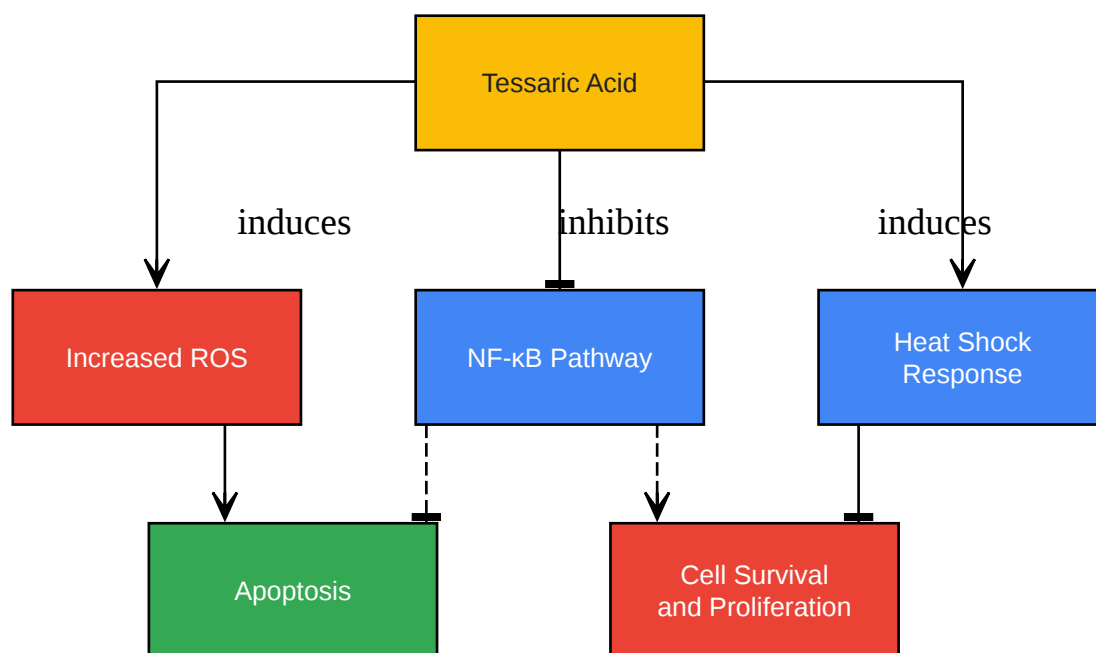 Tessaric Acid
induces
inhibits
induces
Increased ROS
NF-κB Pathway
Heat Shock
Response
Apoptosis
Cell Survival
and Proliferation